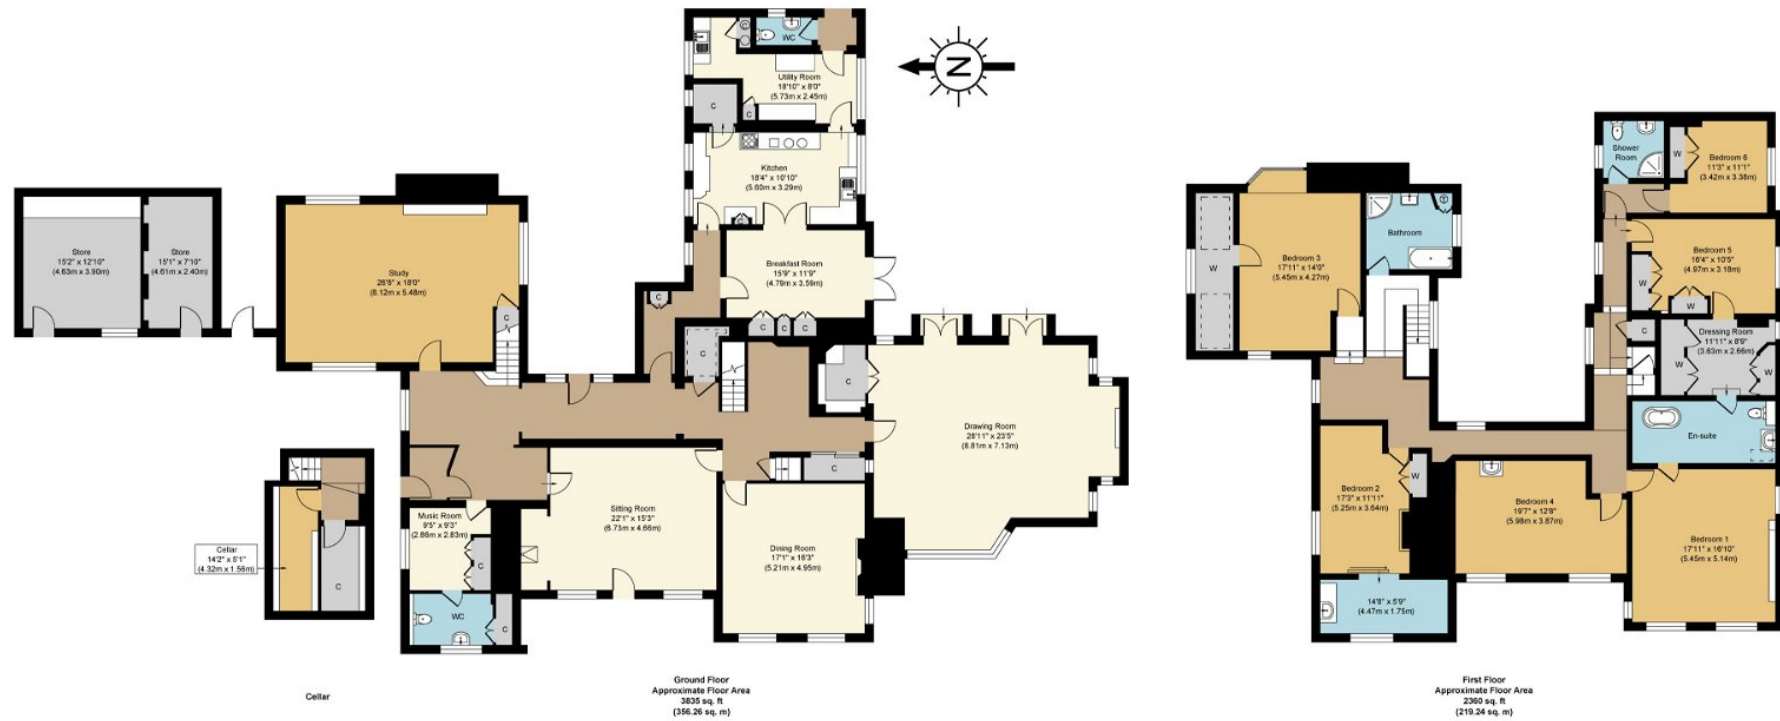 WC
Utility Room
18'10" x 8'0"
(5.73m x 2.45m)
C
C
Kitchen
18'4" x 10'10"
(5.60m x 3.29m)
N
Store
15'2" x 12'10"
(4.63m x 3.90m)
Store
15'1" x 7'10"
(4.61m x 2.40m)
Study
26'8" x 18'0"
(8.12m x 5.48m)
C
Breakfast Room
15'9" x 11'9"
(4.79m x 3.59m)
C
C
C
C
C
C
Drawing Room
28'11" x 23'5"
(8.81m x 7.13m)
C
Sitting Room
22'1" x 15'3"
(6.73m x 4.66m)
Music Room
9'5" x 9'3"
(2.86m x 2.83m)
C
Dining Room
17'1" x 16'3"
(5.21m x 4.95m)
WC
C
Cellar
14'2" x 5'1"
(4.32m x 1.56m)
C
Cellar
Ground Floor
Approximate Floor Area
3835 sq. ft
(356.26 sq. m)
Shower
Room
W
Bedroom 6
11'3" x 11'1"
(3.42m x 3.38m)
W
Bedroom 3
17'11" x 14'0"
(5.45m x 4.27m)
Bathroom
Bedroom 5
16'4" x 10'5"
(4.97m x 3.18m)
W
W
C
Dressing Room
11'11" x 8'9"
(3.63m x 2.66m)
W
W
En-suite
Bedroom 2
17'3" x 11'11"
(5.25m x 3.64m)
W
Bedroom 4
19'7" x 12'8"
(5.98m x 3.87m)
Bedroom 1
17'11" x 16'10"
(5.45m x 5.14m)
14'8" x 5'9"
(4.47m x 1.75m)
First Floor
Approximate Floor Area
2360 sq. ft
(219.24 sq. m)